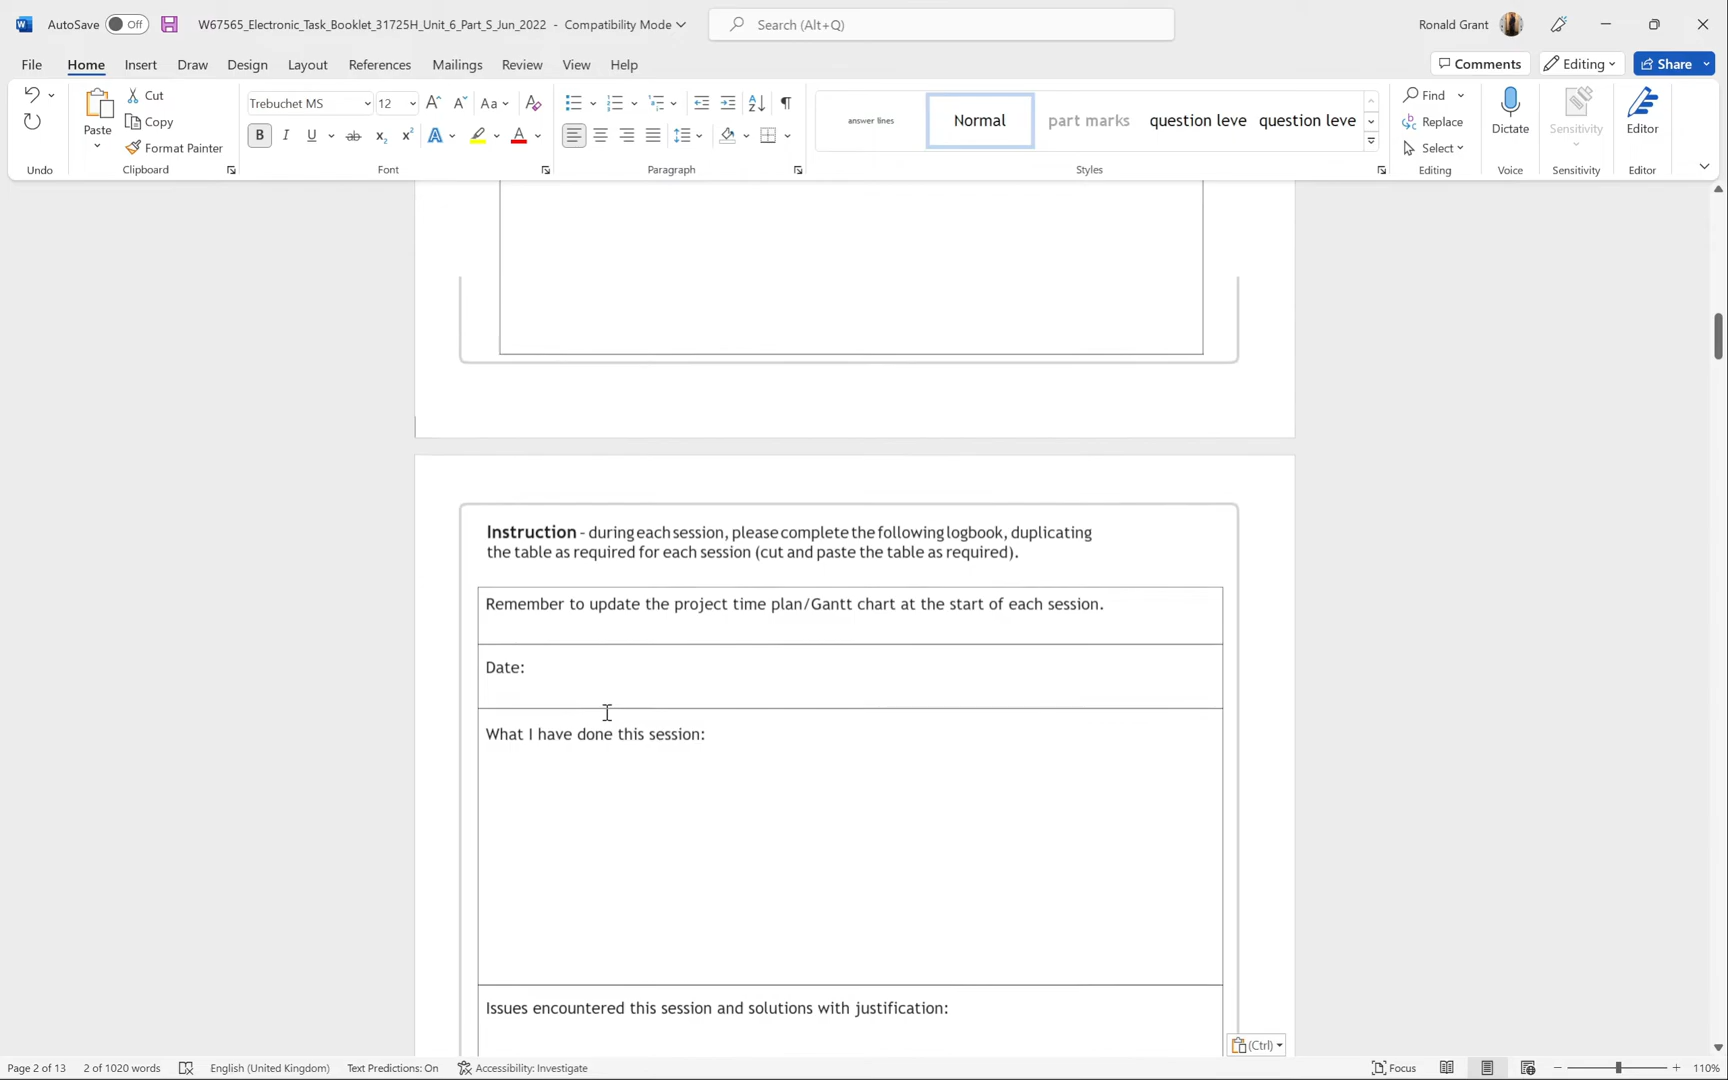 AutoSave Off W67565_Electronic_Task_Booklet_31725H_Unit_6_Part_S_Jun_2022 - Compatibility Mode Search (Alt+Q) Ronald Grant
File Home Insert Draw Design Layout References Mailings Review View Help Comments Editing Share
Cut
Copy
Format Painter
Paste
Trebuchet MS 12
answer lines Normal part marks question leve question leve
Find
Replace
Select
Dictate Sensitivity Editor
Undo Clipboard Font Paragraph Styles Editing Voice Sensitivity Editor
Instruction - during each session, please complete the following logbook, duplicating
the table as required for each session (cut and paste the table as required).
Remember to update the project time plan/Gantt chart at the start of each session.
Date:
What I have done this session:
Issues encountered this session and solutions with justification:
(Ctrl)
Page 2 of 13 2 of 1020 words English (United Kingdom) Text Predictions: On Accessibility: Investigate Focus 110%